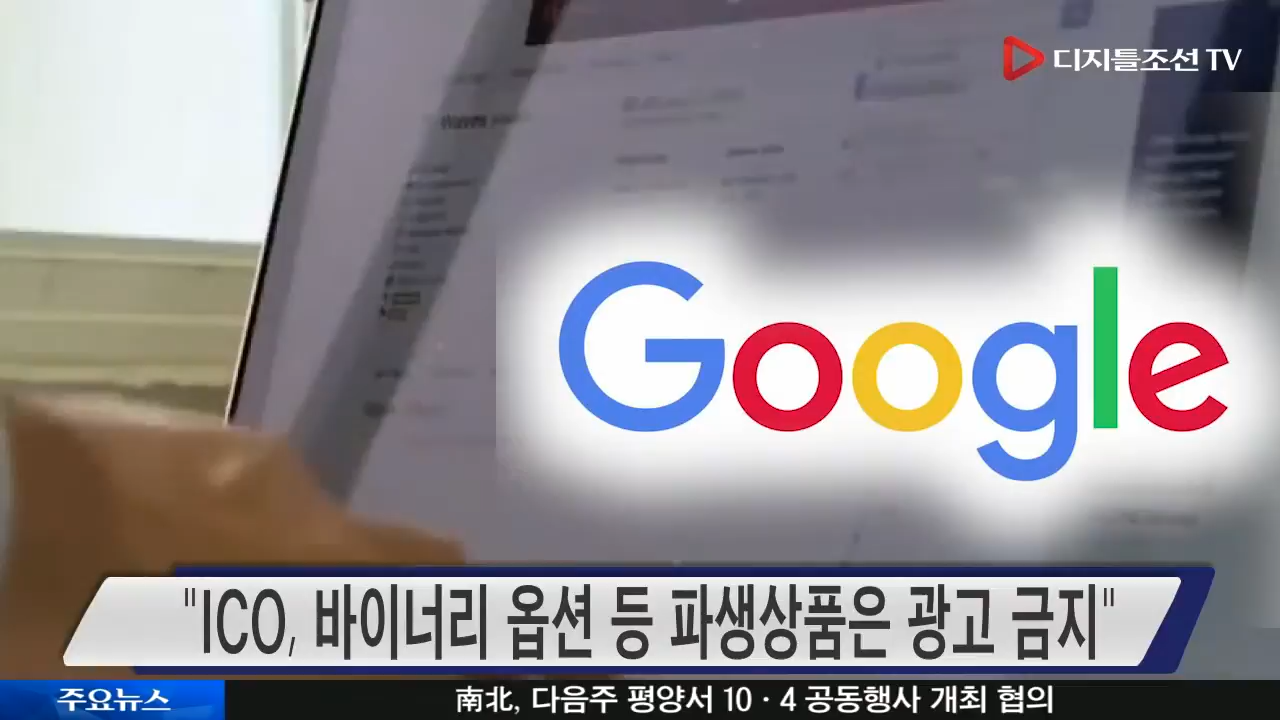 디지틀조선 TV
Google
"ICO, 바이너리 옵션 등 파생상품은 광고 금지"
주요뉴스
南北, 다음주 평양서 10·4 공동행사 개최 협의